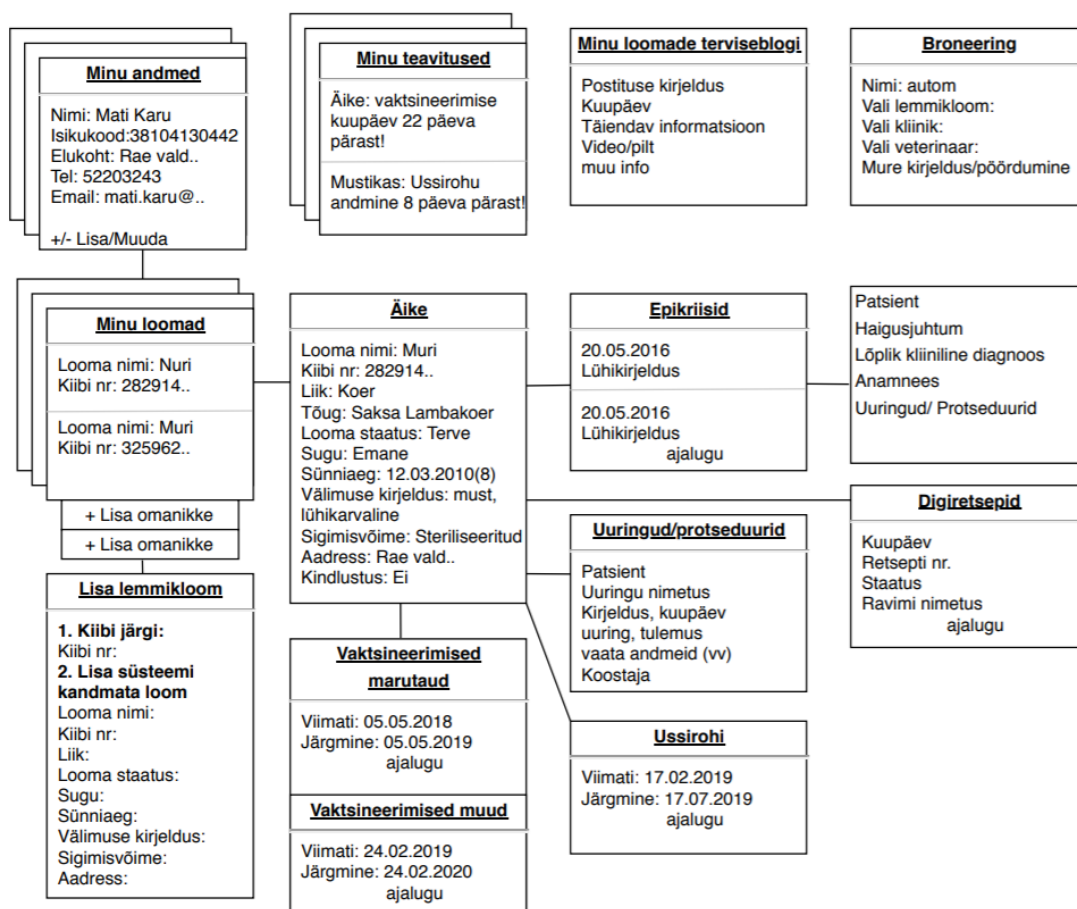 Minu andmed
Nimi: Mati Karu
Isikukood:38104130442
Elukoht: Rae vald..
Tel: 52203243
Email: mati.karu@..
+/- Lisa/Muuda
Minu teavitused
Äike: vaktsineerimise
kuupäev 22 päeva
pärast!
Mustikas: Ussirohu
andmine 8 päeva pärast!
Minu loomade terviseblogi
Postituse kirjeldus
Kuupäev
Täiendav informatsioon
Video/pilt
muu info
Broneering
Nimi: autom
Vali lemmikloom:
Vali kliinik:
Vali veterinaar:
Mure kirjeldus/pöördumine
Minu loomad
Looma nimi: Nuri
Kiibi nr: 282914..
Looma nimi: Muri
Kiibi nr: 325962..
+ Lisa omanikke
+ Lisa omanikke
Lisa lemmikloom
1. Kiibi järgi:
Kiibi nr:
2. Lisa süsteemi
kandmata loom
Looma nimi:
Kiibi nr:
Liik:
Looma staatus:
Sugu:
Sünniaeg:
Välimuse kirjeldus:
Sigimisvõime:
Aadress:
Äike
Looma nimi: Muri
Kiibi nr: 282914..
Liik: Koer
Tõug: Saksa Lambakoer
Looma staatus: Terve
Sugu: Emane
Sünniaeg: 12.03.2010(8)
Välimuse kirjeldus: must,
lühikarvaline
Sigimisvõime: Steriliseeritud
Aadress: Rae vald..
Kindlustus: Ei
Vaktsineerimised
marutaud
Viimati: 05.05.2018
Järgmine: 05.05.2019
ajalugu
Vaktsineerimised muud
Viimati: 24.02.2019
Järgmine: 24.02.2020
ajalugu
Epikriisid
20.05.2016
Lühikirjeldus
20.05.2016
Lühikirjeldus
ajalugu
Patsient
Haigusjuhtum
Lõplik kliiniline diagnoos
Anamnees
Uuringud/ Protseduurid
Uuringud/protseduurid
Patsient
Uuringu nimetus
Kirjeldus, kuupäev
uuring, tulemus
vaata andmeid (vv)
Koostaja
Digiretsepid
Kuupäev
Retsepti nr.
Staatus
Ravimi nimetus
ajalugu
Ussirohi
Viimati: 17.02.2019
Järgmine: 17.07.2019
ajalugu